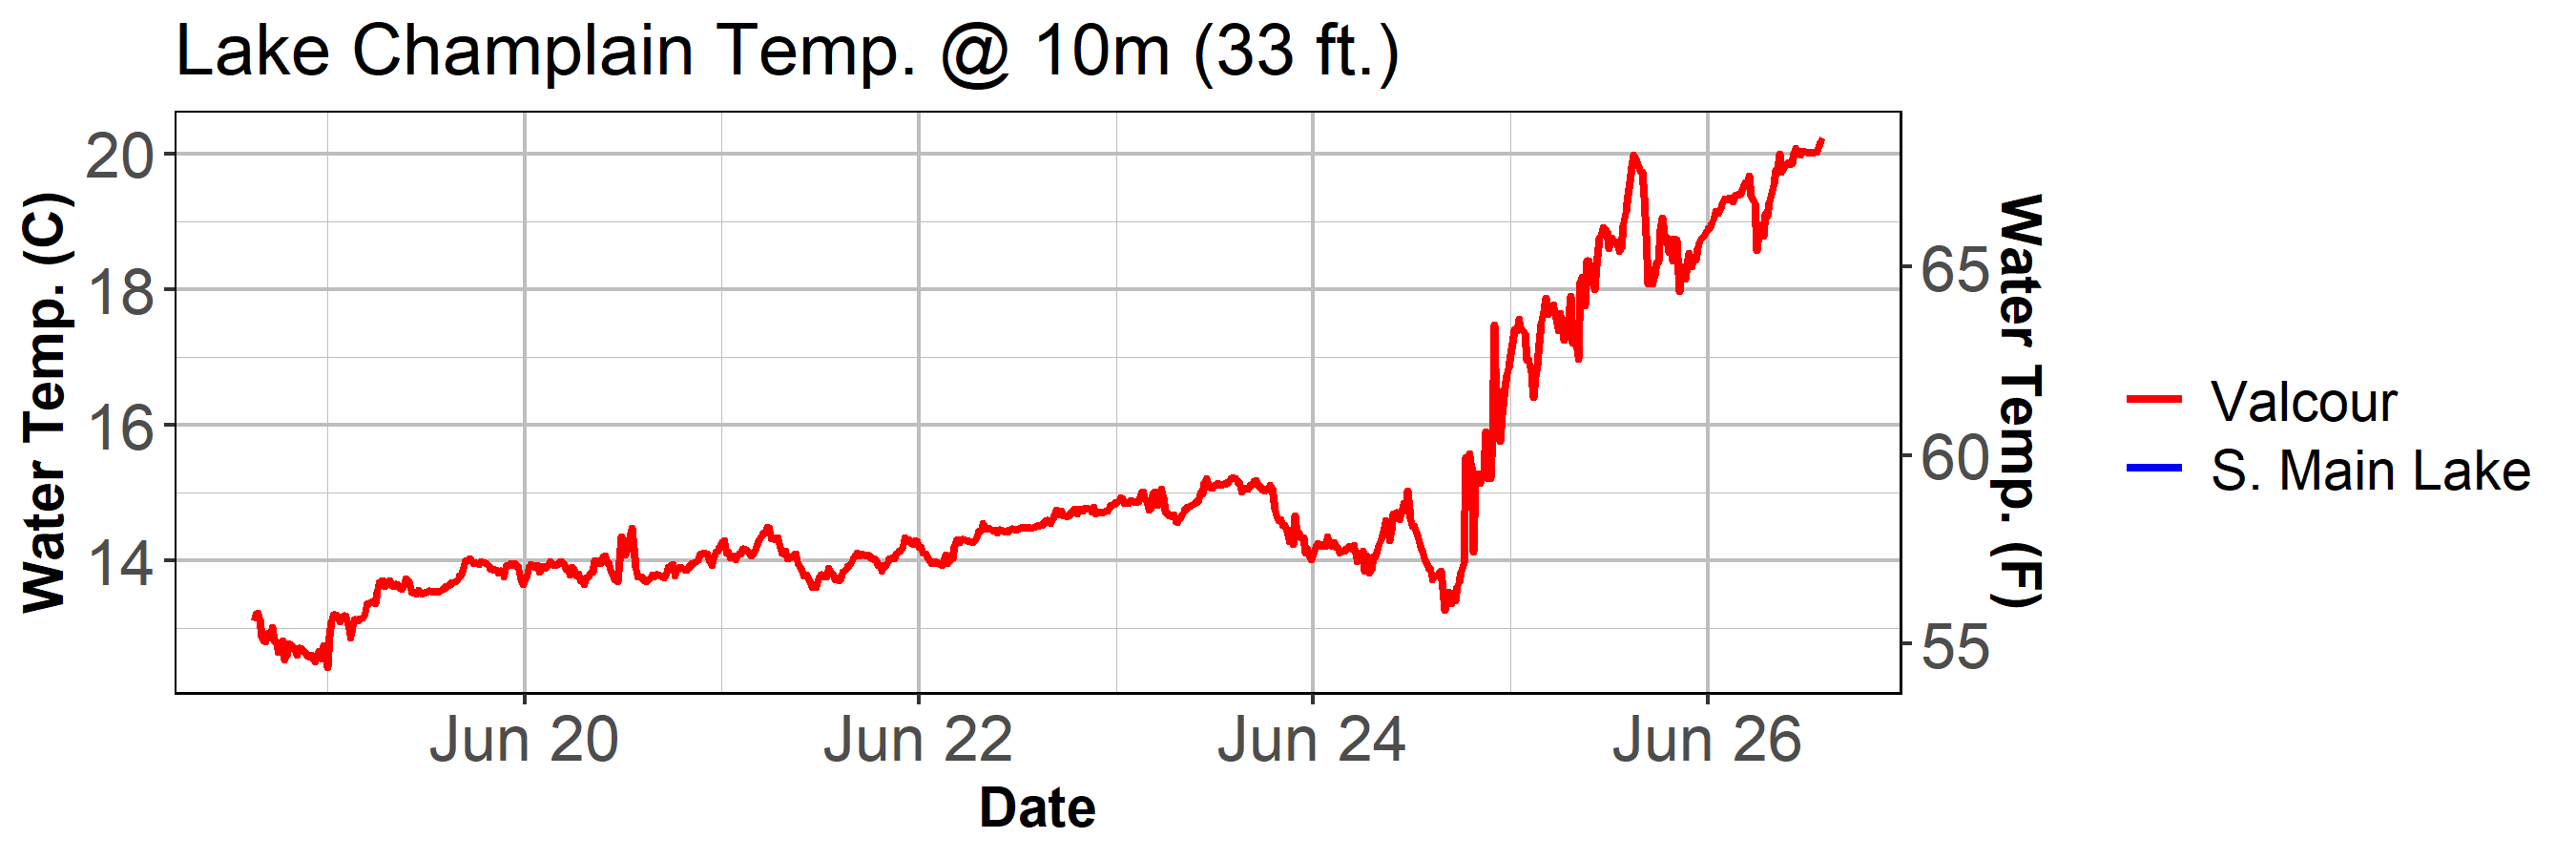 Lake Champlain Temp. @ 10m (33 ft.)
Water Temp. (C)
20
18
16
14
65
60
55
Water Temp. (F)
Jun 20
Jun 22
Jun 24
Jun 26
Date
Valcour
S. Main Lake